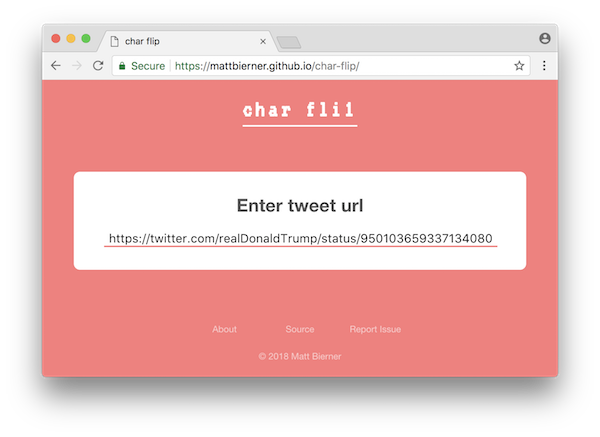 char flip
Secure https://mattbierner.github.io/char-flip/
char fli1
Enter tweet url
https://twitter.com/realDonaldTrump/status/950103659337134080
About Source Report Issue
© 2018 Matt Bierner